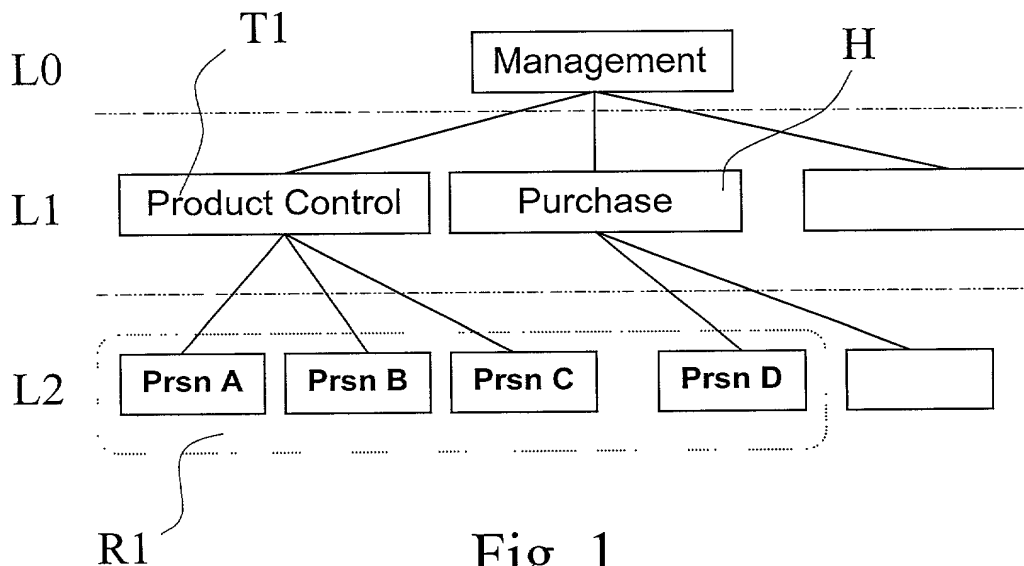 T1
H
L0
Management
L1
Product Control
Purchase
L2
Prsn A
Prsn B
Prsn C
Prsn D
R1
Fig. 1